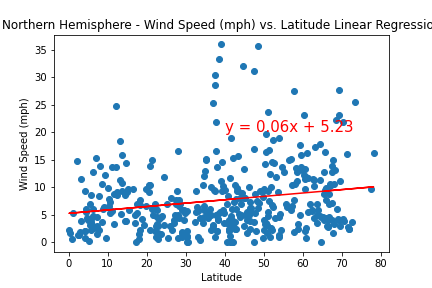 Northern Hemisphere - Wind Speed (mph) vs. Latitude Linear Regressio
35
30
25
20
15
10
5
0
Wind Speed (mph)
y = 0.06x + 5.23
0 10 20 30 40 50 60 70 80
Latitude